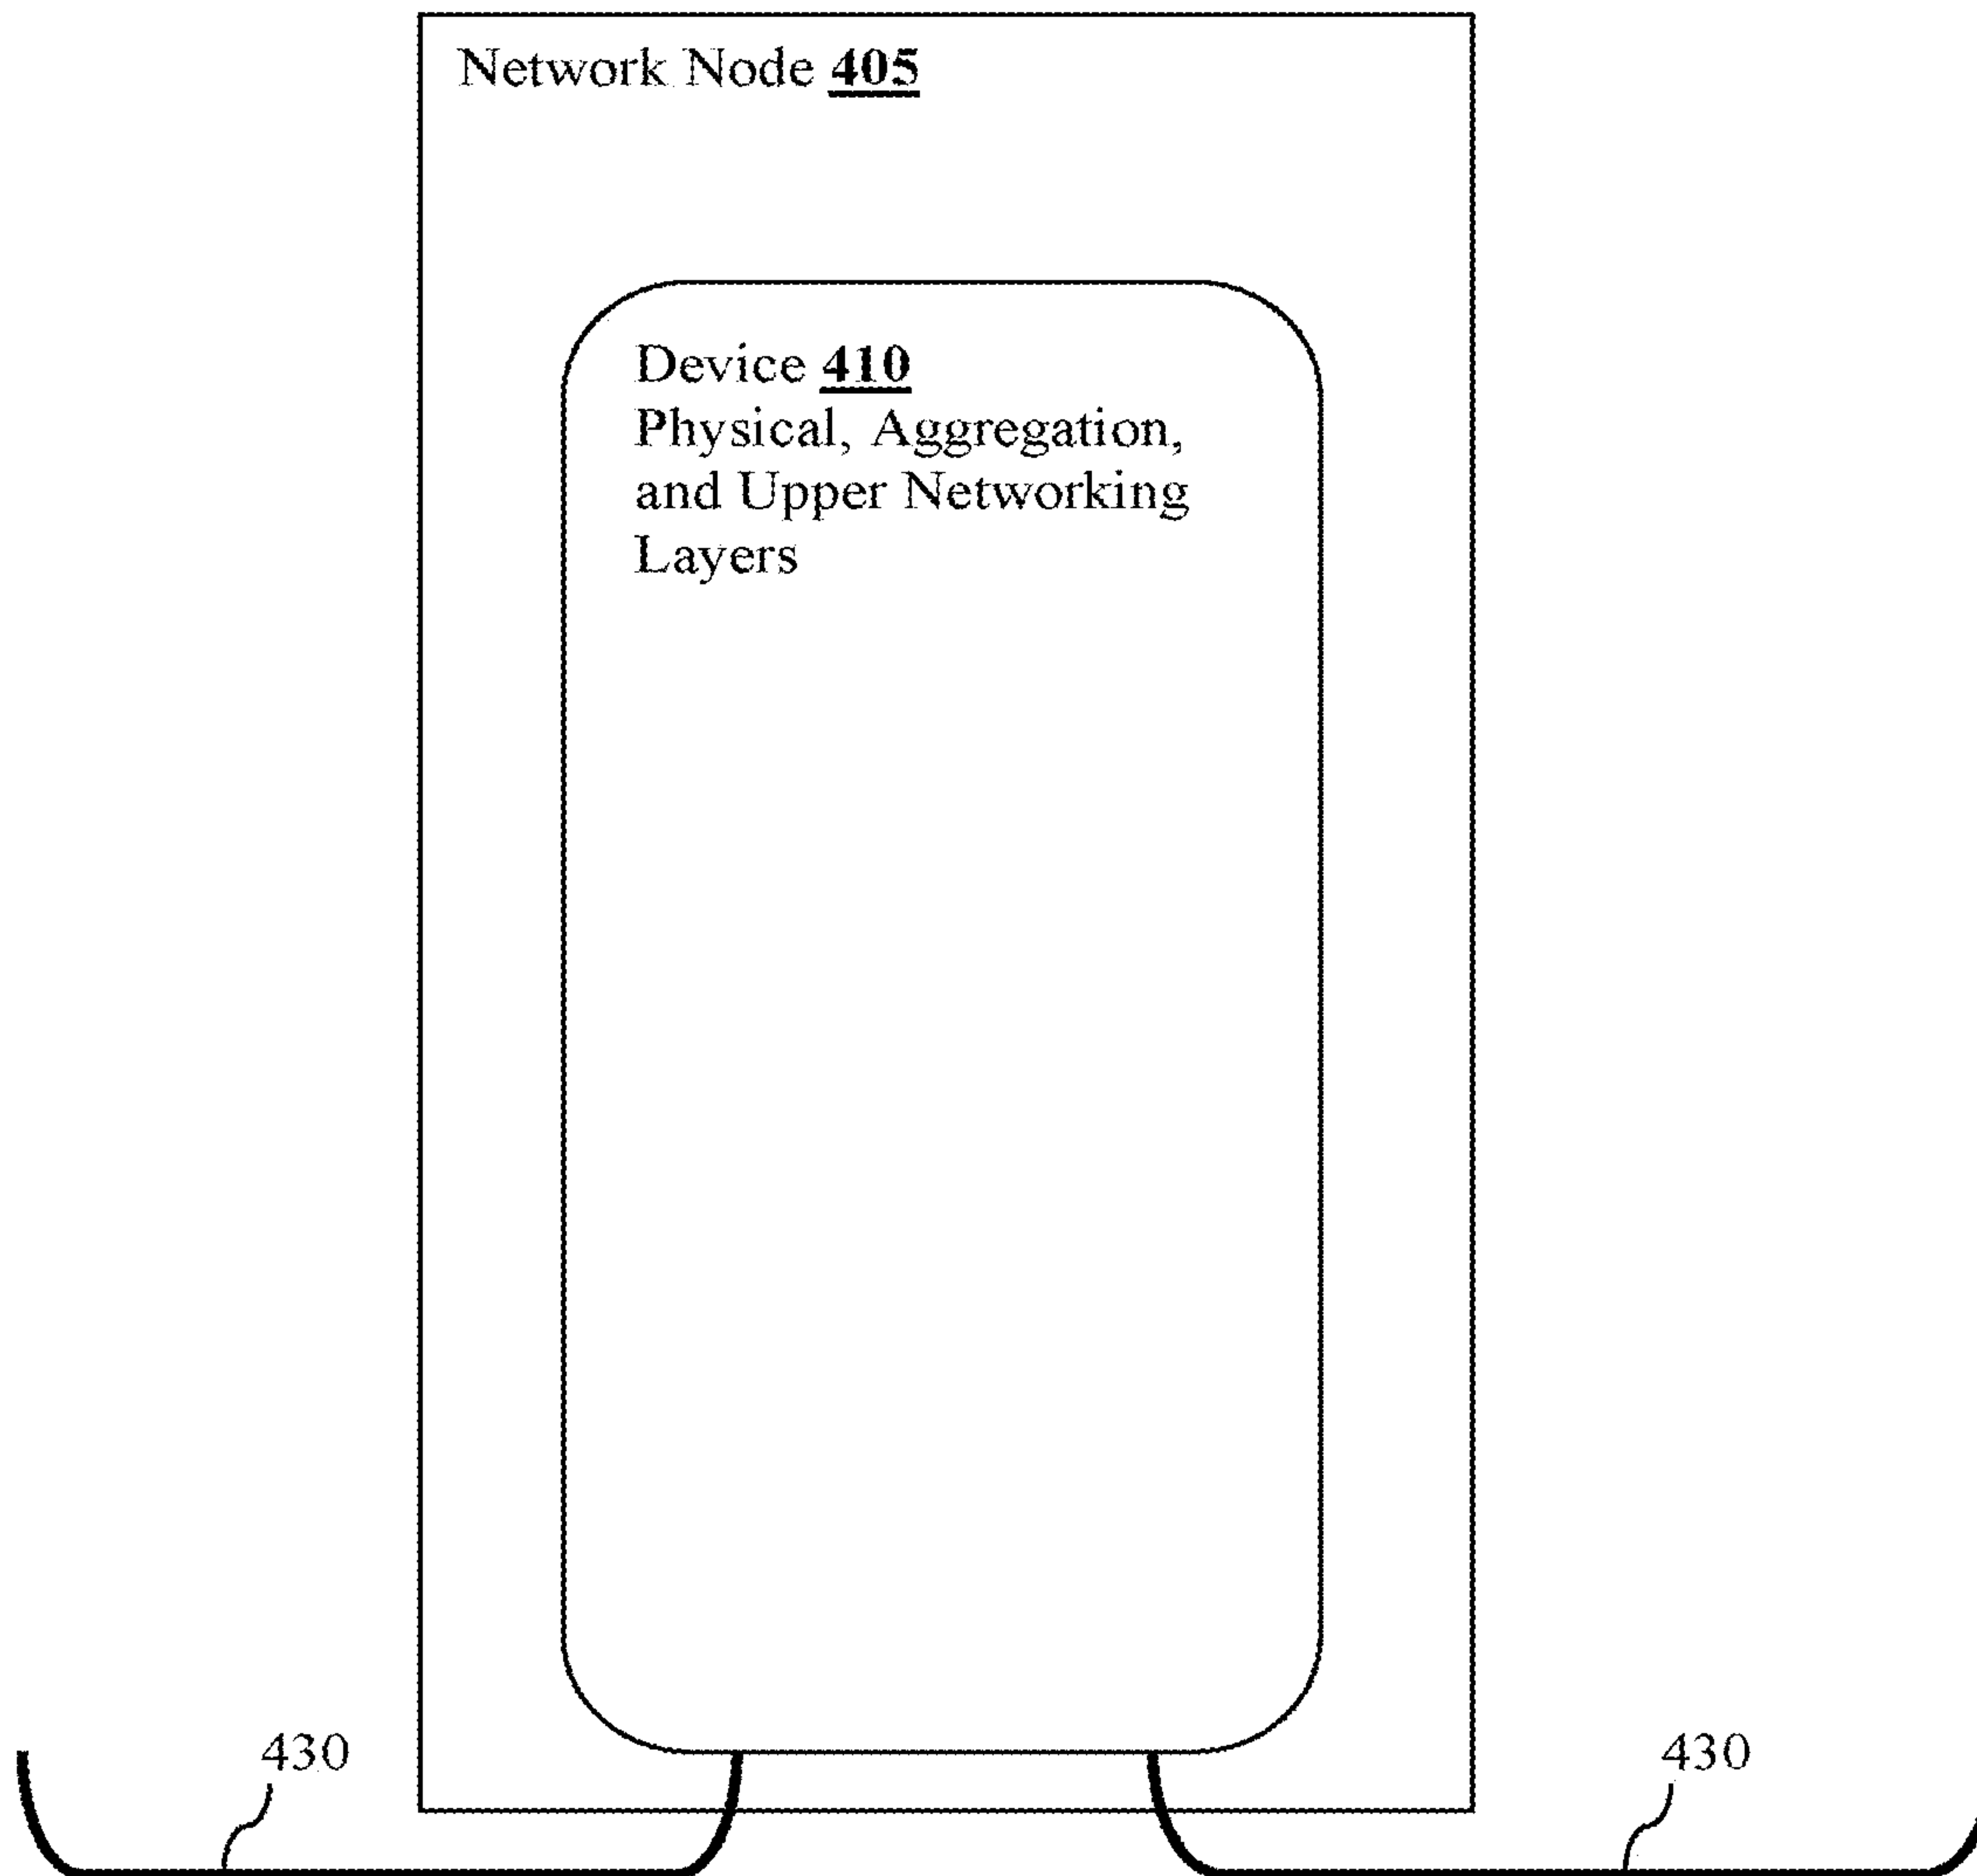 Network Node 405
Device 410
Physical, Aggregation,
and Upper Networking
Layers
430
430